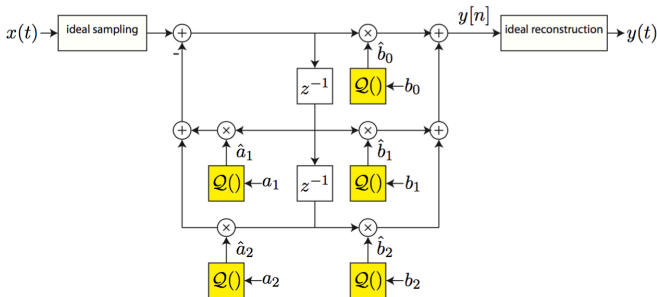 x(t) ideal sampling + × + y[n] ideal reconstruction y(t)
-
z⁻¹ b̂₀ Q() b₀
+ × × +
â₁ Q() a₁ z⁻¹ b̂₁ Q() b₁
× ×
â₂ Q() a₂ b̂₂ Q() b₂